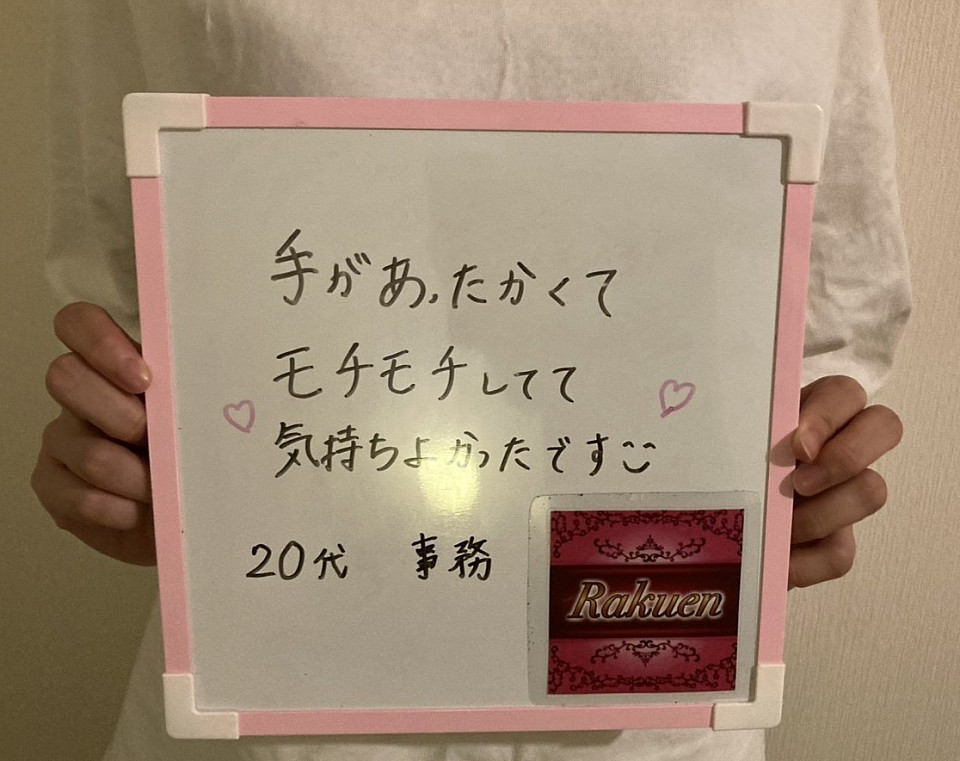 手があったかくて
モチモチしてて
気持ちよかったです
20代 事務
Rakuen